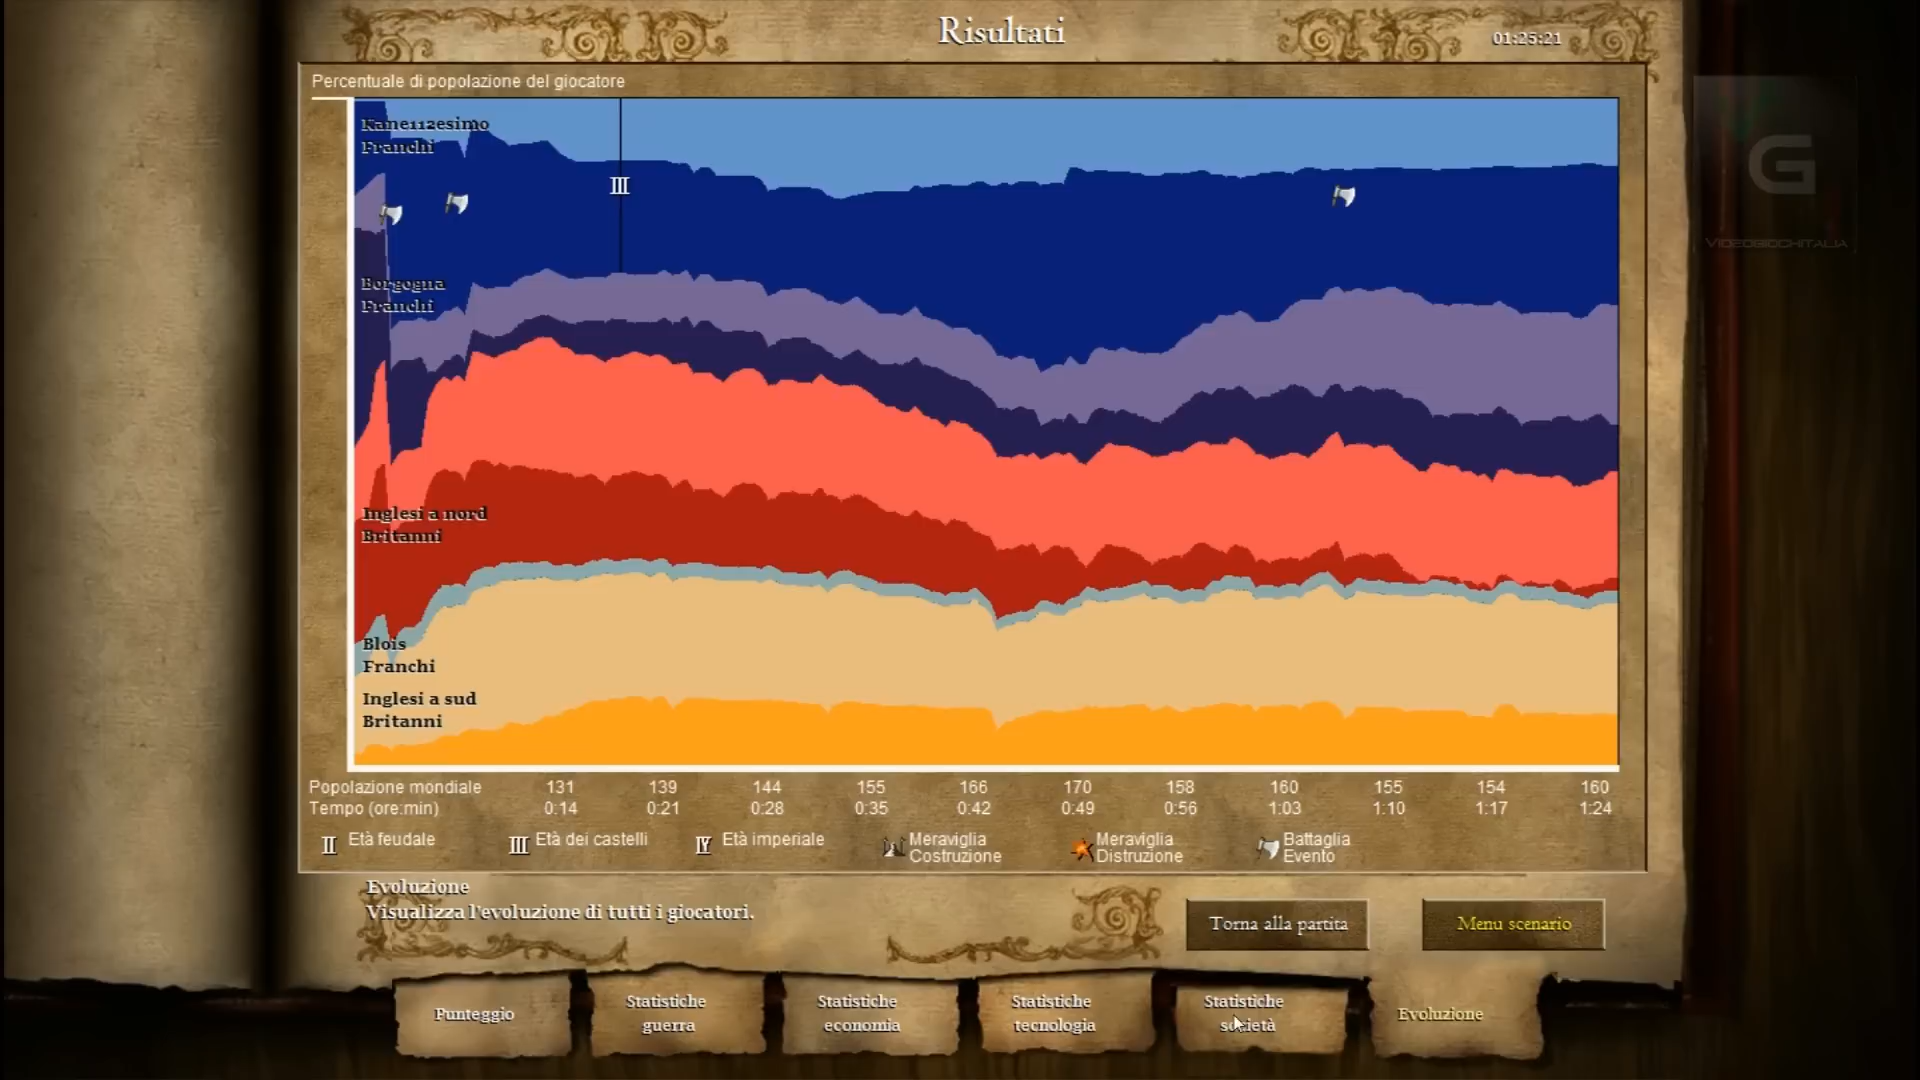 Risultati
01:25:21
Percentuale di popolazione del giocatore
Kane112esimo
Franchi
III
Borgogna
Franchi
Inglesi a nord
Britanni
Blois
Franchi
Inglesi a sud
Britanni
G
VIDEOGIOCHITALIA
Popolazione mondiale 131 139 144 155 166 170 158 160 155 154 160
Tempo (ore:min) 0:14 0:21 0:28 0:35 0:42 0:49 0:56 1:03 1:10 1:17 1:24
II Età feudale
III Età dei castelli
IV Età imperiale
Meraviglia
Costruzione
Meraviglia
Distruzione
Battaglia
Evento
Evoluzione
Visualizza l'evoluzione di tutti i giocatori.
Torna alla partita
Menu scenario
Punteggio
Statistiche
guerra
Statistiche
economia
Statistiche
tecnologia
Statistiche
società
Evoluzione